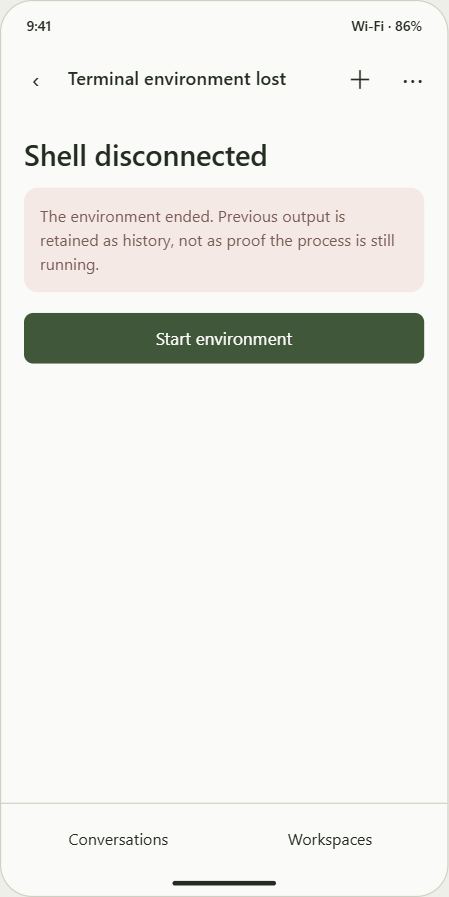 9:41
Wi-Fi · 86%
‹ Terminal environment lost + ...
Shell disconnected
The environment ended. Previous output is
retained as history, not as proof the process is still
running.
Start environment
Conversations
Workspaces